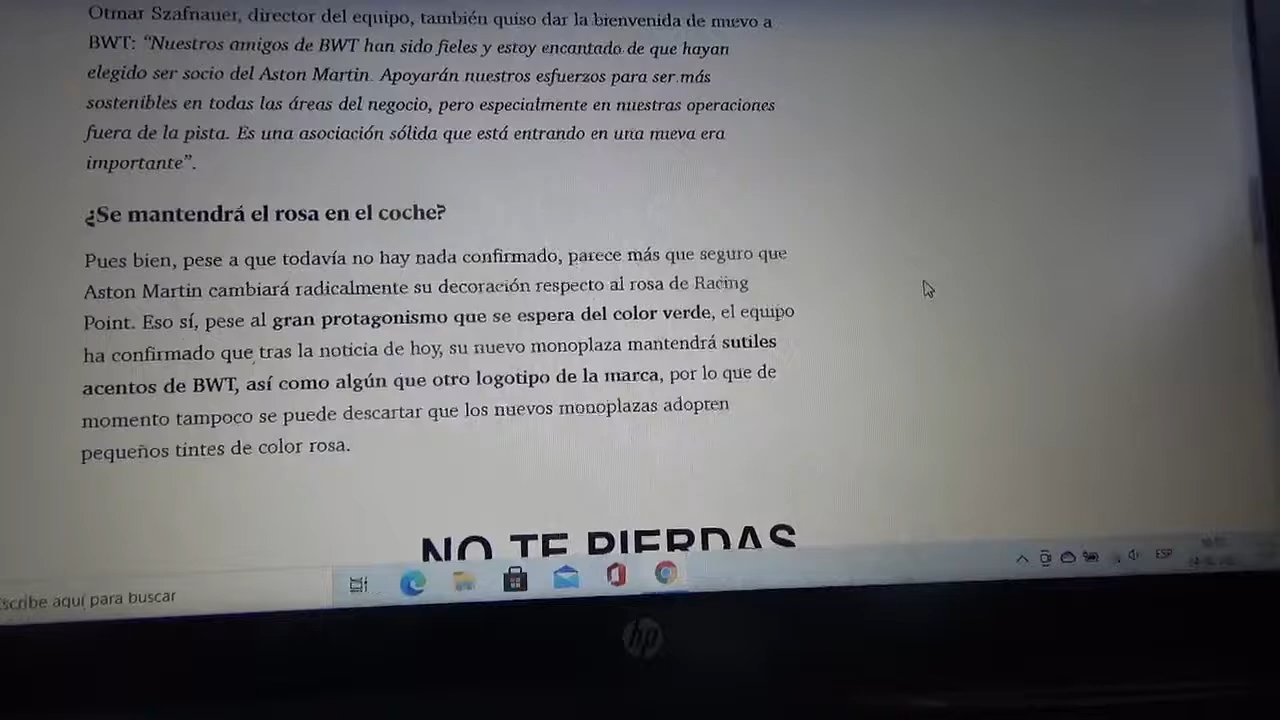 Otmar Szafnauer, director del equipo, también quiso dar la bienvenida de nuevo a
BWT: “Nuestros amigos de BWT han sido fieles y estoy encantado de que hayan
elegido ser socio del Aston Martin. Apoyarán nuestros esfuerzos para ser más
sostenibles en todas las áreas del negocio, pero especialmente en nuestras operaciones
fuera de la pista. Es una asociación sólida que está entrando en una nueva era
importante”.
¿Se mantendrá el rosa en el coche?
Pues bien, pese a que todavía no hay nada confirmado, parece más que seguro que
Aston Martin cambiará radicalmente su decoración respecto al rosa de Racing
Point. Eso sí, pese al gran protagonismo que se espera del color verde, el equipo
ha confirmado que tras la noticia de hoy, su nuevo monoplaza mantendrá sutiles
acentos de BWT, así como algún que otro logotipo de la marca, por lo que de
momento tampoco se puede descartar que los nuevos monoplazas adopten
pequeños tintes de color rosa.
NO TE PIERDAS
scribe aquí para buscar
ESP
hp